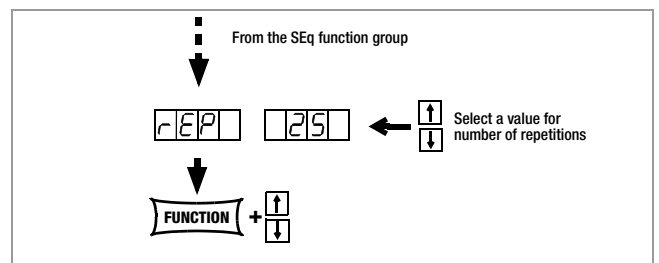 From the SEq function group
rEP 25
Select a value for
number of repetitions
FUNCTION +